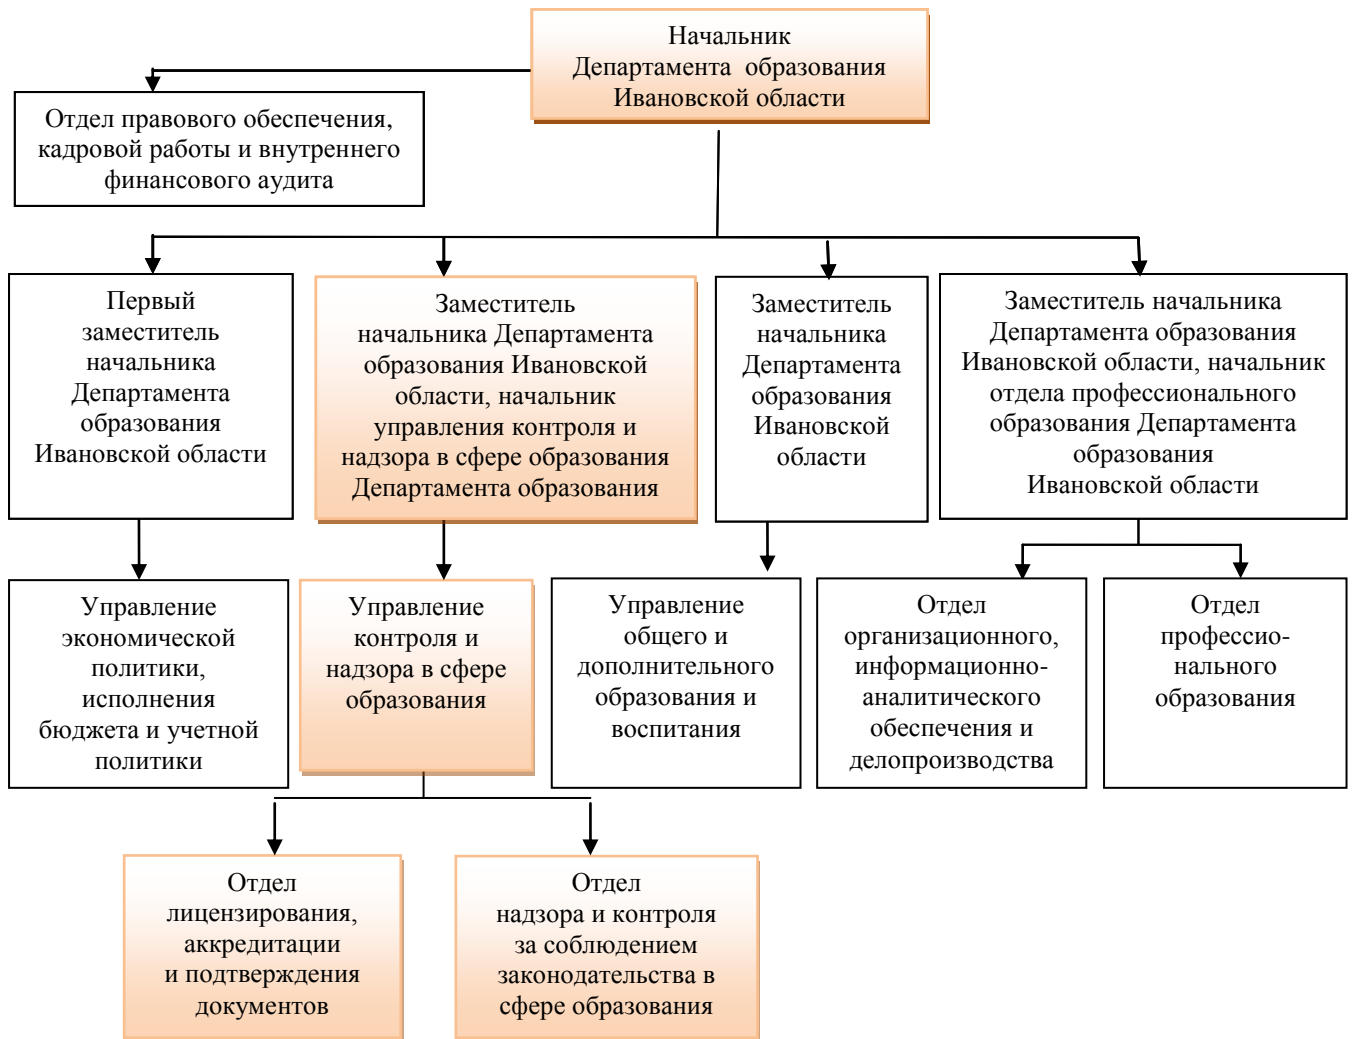 Начальник
Департамента образования
Ивановской области
Отдел правового обеспечения,
кадровой работы и внутреннего
финансового аудита
Первый
заместитель
начальника
Департамента
образования
Ивановской области
Заместитель
начальника Департамента
образования Ивановской
области, начальник
управления контроля и
надзора в сфере образования
Департамента образования
Заместитель
начальника
Департамента
образования
Ивановской
области
Заместитель начальника
Департамента образования
Ивановской области, начальник
отдела профессионального
образования Департамента
образования
Ивановской области
Управление
экономической
политики,
исполнения
бюджета и учетной
политики
Управление
контроля и
надзора в сфере
образования
Управление
общего и
дополнительного
образования и
воспитания
Отдел
организационного,
информационно-
аналитического
обеспечения и
делопроизводства
Отдел
профессио-
нального
образования
Отдел
лицензирования,
аккредитации
и подтверждения
документов
Отдел
надзора и контроля
за соблюдением
законодательства в
сфере образования